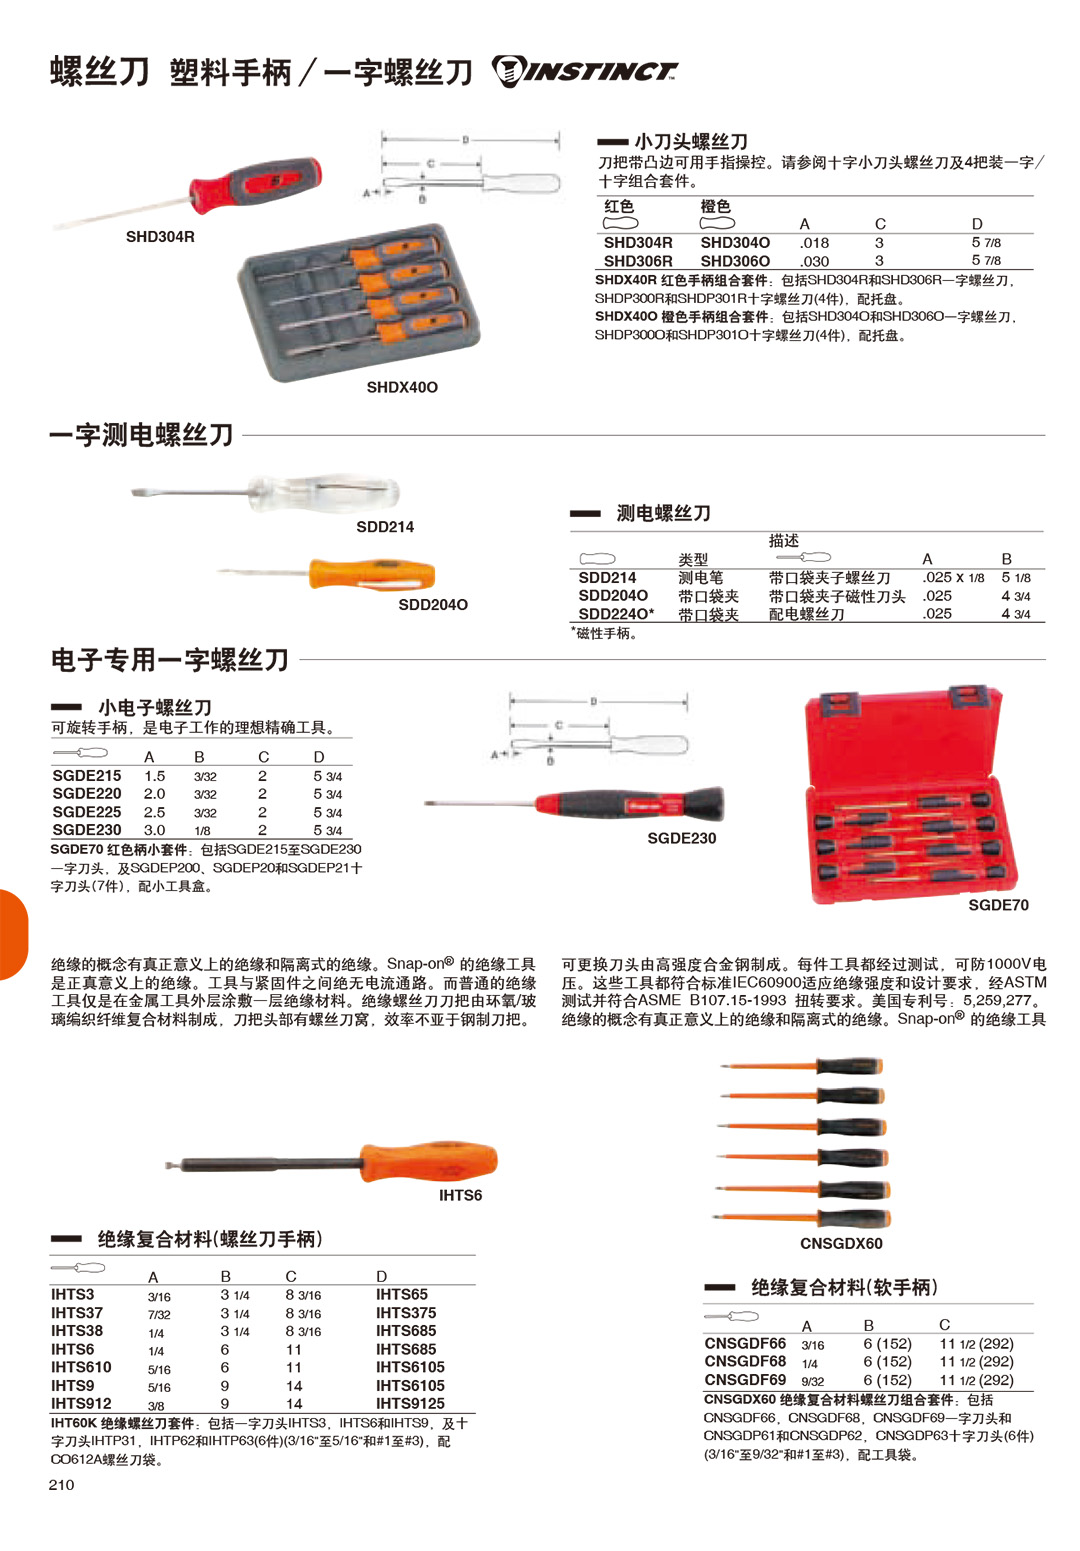 螺丝刀 塑料手柄／一字螺丝刀 INSTINCT™
D
C
A
B
SHD304R
SHDX40O
小刀头螺丝刀
刀把带凸边可用手指操控。请参阅十字小刀头螺丝刀及4把装一字／
十字组合套件。
红色 橙色
A C D
SHD304R SHD304O .018 3 5 7/8
SHD306R SHD306O .030 3 5 7/8
SHDX40R 红色手柄组合套件：包括SHD304R和SHD306R一字螺丝刀，
SHDP300R和SHDP301R十字螺丝刀(4件)，配托盘。
SHDX40O 橙色手柄组合套件：包括SHD304O和SHD306O一字螺丝刀，
SHDP300O和SHDP301O十字螺丝刀(4件)，配托盘。
一字测电螺丝刀
SDD214
SDD204O
测电螺丝刀
描述
类型 A B
SDD214 测电笔 带口袋夹子螺丝刀 .025 x 1/8 5 1/8
SDD204O 带口袋夹 带口袋夹子磁性刀头 .025 4 3/4
SDD224O* 带口袋夹 配电螺丝刀 .025 4 3/4
*磁性手柄。
电子专用一字螺丝刀
小电子螺丝刀
可旋转手柄，是电子工作的理想精确工具。
A B C D
SGDE215 1.5 3/32 2 5 3/4
SGDE220 2.0 3/32 2 5 3/4
SGDE225 2.5 3/32 2 5 3/4
SGDE230 3.0 1/8 2 5 3/4
SGDE70 红色柄小套件：包括SGDE215至SGDE230
一字刀头，及SGDEP200、SGDEP20和SGDEP21十
字刀头(7件)，配小工具盒。
D
C
A
B
SGDE230
SGDE70
绝缘的概念有真正意义上的绝缘和隔离式的绝缘。Snap-on® 的绝缘工具
是正真意义上的绝缘。工具与紧固件之间绝无电流通路。而普通的绝缘
工具仅是在金属工具外层涂敷一层绝缘材料。绝缘螺丝刀刀把由环氧/玻
璃编织纤维复合材料制成，刀把头部有螺丝刀窝，效率不亚于钢制刀把。
可更换刀头由高强度合金钢制成。每件工具都经过测试，可防1000V电
压。这些工具都符合标准IEC60900适应绝缘强度和设计要求，经ASTM
测试并符合ASME B107.15-1993 扭转要求。美国专利号：5,259,277。
绝缘的概念有真正意义上的绝缘和隔离式的绝缘。Snap-on® 的绝缘工具
IHTS6
CNSGDX60
绝缘复合材料(螺丝刀手柄)
A B C D
IHTS3 3/16 3 1/4 8 3/16 IHTS65
IHTS37 7/32 3 1/4 8 3/16 IHTS375
IHTS38 1/4 3 1/4 8 3/16 IHTS685
IHTS6 1/4 6 11 IHTS685
IHTS610 5/16 6 11 IHTS6105
IHTS9 5/16 9 14 IHTS6105
IHTS912 3/8 9 14 IHTS9125
IHT60K 绝缘螺丝刀套件：包括一字刀头IHTS3，IHTS6和IHTS9，及十
字刀头IHTP31，IHTP62和IHTP63(6件)(3/16"至5/16"和#1至#3)，配
CO612A螺丝刀袋。
绝缘复合材料(软手柄)
A B C
CNSGDF66 3/16 6 (152) 11 1/2 (292)
CNSGDF68 1/4 6 (152) 11 1/2 (292)
CNSGDF69 9/32 6 (152) 11 1/2 (292)
CNSGDX60 绝缘复合材料螺丝刀组合套件：包括
CNSGDF66，CNSGDF68，CNSGDF69一字刀头和
CNSGDP61和CNSGDP62，CNSGDP63十字刀头(6件)
(3/16"至9/32"和#1至#3)，配工具袋。
210